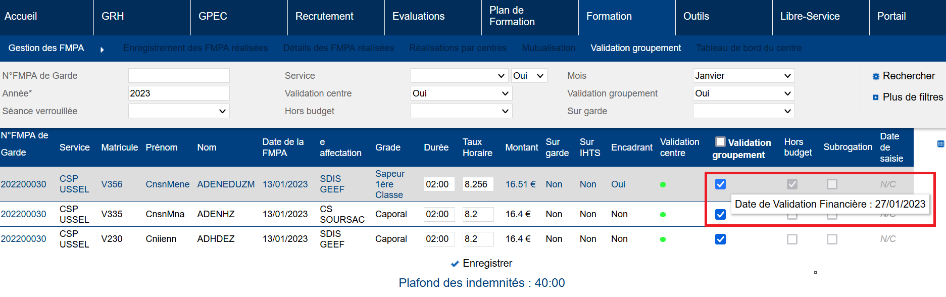 Accueil GRH GPEC Recrutement Evaluations Plan de Formation Formation Outils Libre-Service Portail
Gestion des FMPA Enregistrement des FMPA réalisées Détails des FMPA réalisées Réalisations par centres Mutualisation Validation groupement Tableau de bord du centre
N°FMPA de Garde Service Oui Mois Janvier Rechercher
Année* 2023 Validation centre Oui Validation groupement Oui Plus de filtres
Séance verrouillée Hors budget Sur garde
N°FMPA de Garde Service Matricule Prénom Nom Date de la FMPA e affectation Grade Durée Taux Horaire Montant Sur garde Sur IHTS Encadrant Validation centre Validation groupement Hors budget Subrogation Date de saisie
202200030 CSP USSEL V356 CnsnMene ADENEDUZM 13/01/2023 SDIS GEEF Sapeur 1ère Classe 02:00 8.256 16.51 € Non Non Oui N/C
Date de Validation Financière : 27/01/2023
202200030 CSP USSEL V335 CnsnMna ADENHZ 13/01/2023 CS SOURSAC Caporal 02:00 8.2 16.4 € Non Non Non
202200030 CSP USSEL V230 Cniienn ADHDEZ 13/01/2023 SDIS GEEF Caporal 02:00 8.2 16.4 € Non Non Non N/C
Enregistrer
Plafond des indemnités : 40:00